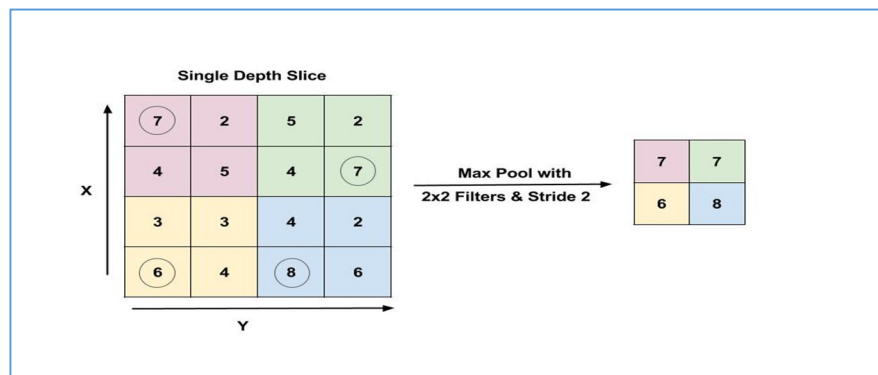 Single Depth Slice
7 2 5 2
4 5 4 7
3 3 4 2
6 4 8 6
X
Y
Max Pool with
2x2 Filters & Stride 2
7 7
6 8